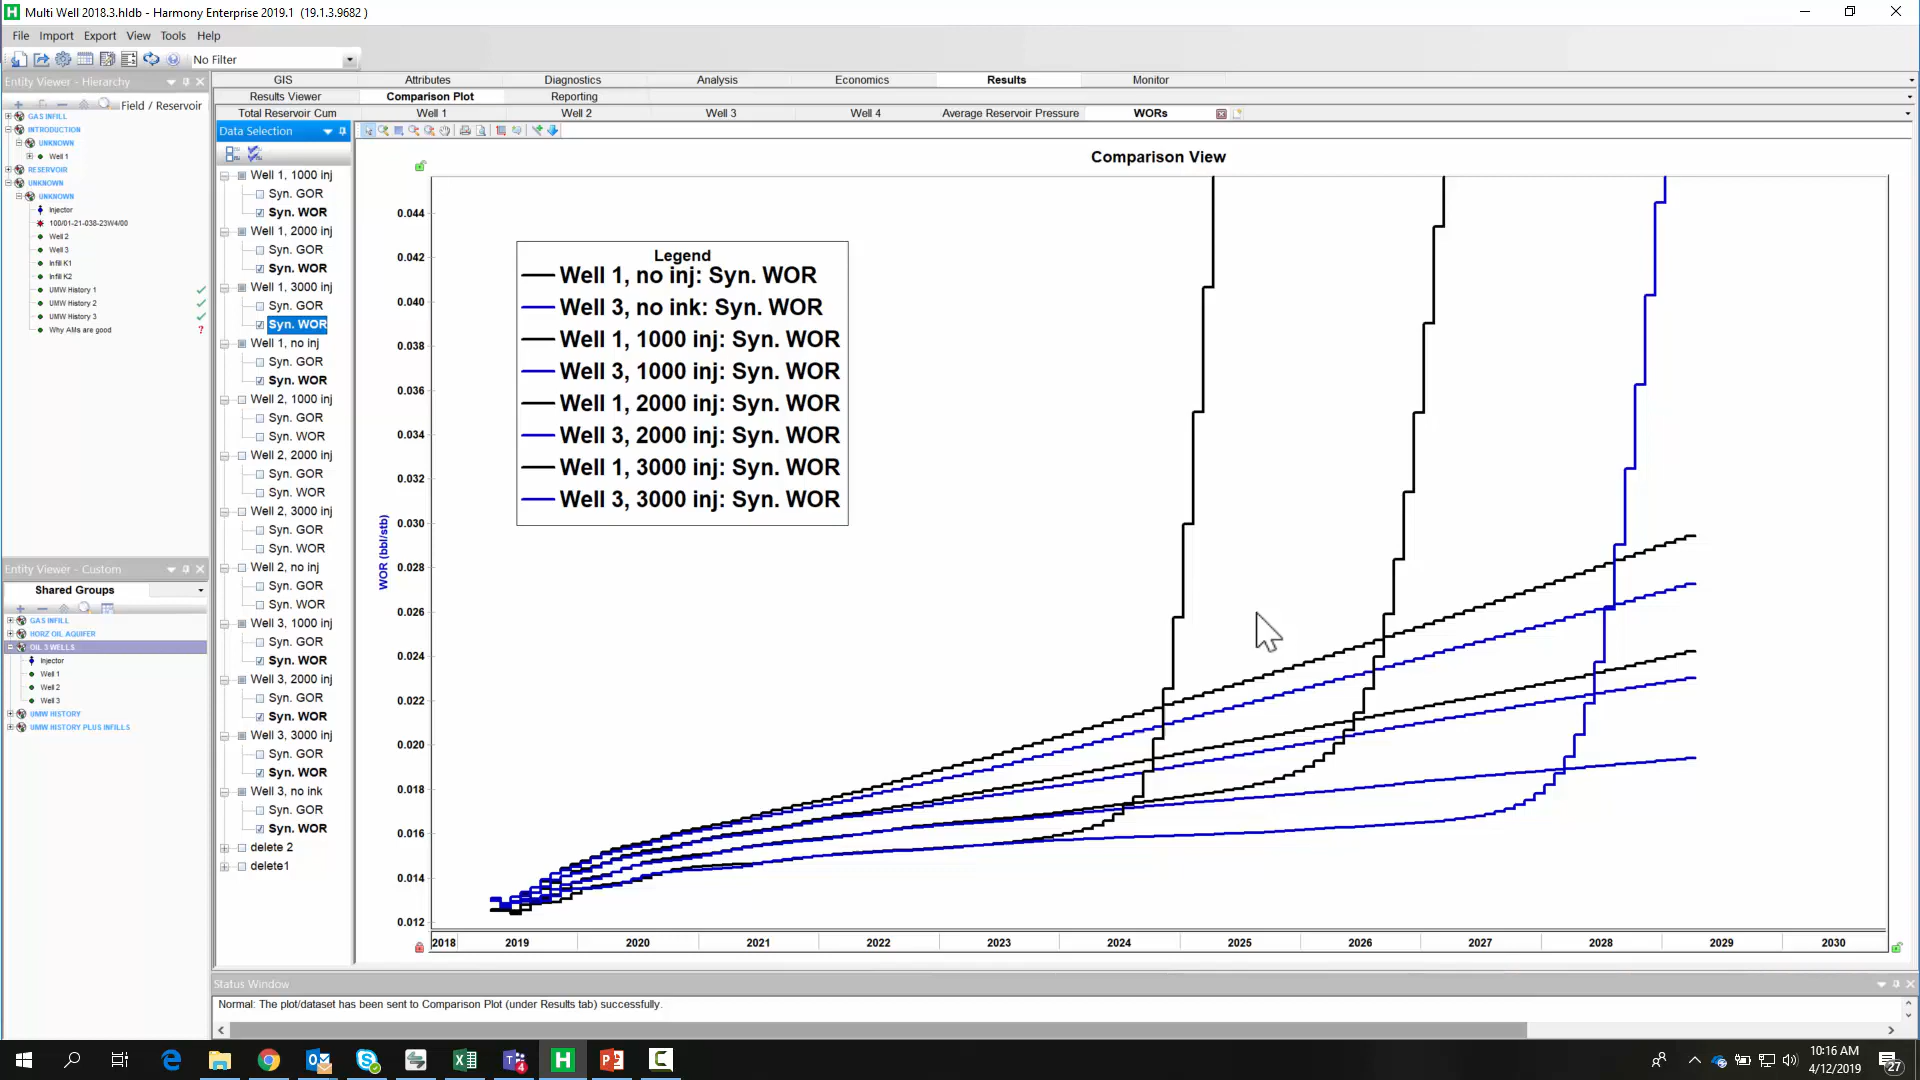 Multi Well 2018.3.hldb - Harmony Enterprise 2019.1 (19.1.3.9682 )
File Import Export View Tools Help
No Filter
Entity Viewer - Hierarchy
Field / Reservoir
GAS INFILL
INTRODUCTION
UNKNOWN
Well 1
RESERVOIR
UNKNOWN
UNKNOWN
Injector
100/01-21-038-23W4/00
Well 2
Well 3
Infill K1
Infill K2
UMW History 1
UMW History 2
UMW History 3
Why AMs are good ?
Entity Viewer - Custom
Shared Groups
GAS INFILL
HORZ OIL AQUIFER
OIL 3 WELLS
Injector
Well 1
Well 2
Well 3
UMW HISTORY
UMW HISTORY PLUS INFILLS
GIS Attributes Diagnostics Analysis Economics Results Monitor
Results Viewer Comparison Plot Reporting
Total Reservoir Cum Well 1 Well 2 Well 3 Well 4 Average Reservoir Pressure WORs
Data Selection
Well 1, 1000 inj
Syn. GOR
Syn. WOR
Well 1, 2000 inj
Syn. GOR
Syn. WOR
Well 1, 3000 inj
Syn. GOR
Syn. WOR
Well 1, no inj
Syn. GOR
Syn. WOR
Well 2, 1000 inj
Syn. GOR
Syn. WOR
Well 2, 2000 inj
Syn. GOR
Syn. WOR
Well 2, 3000 inj
Syn. GOR
Syn. WOR
Well 2, no inj
Syn. GOR
Syn. WOR
Well 3, 1000 inj
Syn. GOR
Syn. WOR
Well 3, 2000 inj
Syn. GOR
Syn. WOR
Well 3, 3000 inj
Syn. GOR
Syn. WOR
Well 3, no ink
Syn. GOR
Syn. WOR
delete 2
delete1
Comparison View
Legend
Well 1, no inj: Syn. WOR
Well 3, no ink: Syn. WOR
Well 1, 1000 inj: Syn. WOR
Well 3, 1000 inj: Syn. WOR
Well 1, 2000 inj: Syn. WOR
Well 3, 2000 inj: Syn. WOR
Well 1, 3000 inj: Syn. WOR
Well 3, 3000 inj: Syn. WOR
WOR (bbl/stb)
0.044
0.042
0.040
0.038
0.036
0.034
0.032
0.030
0.028
0.026
0.024
0.022
0.020
0.018
0.016
0.014
0.012
2018 2019 2020 2021 2022 2023 2024 2025 2026 2027 2028 2029 2030
Status Window
Normal: The plot/dataset has been sent to Comparison Plot (under Results tab) successfully.
10:16 AM
4/12/2019
27
4